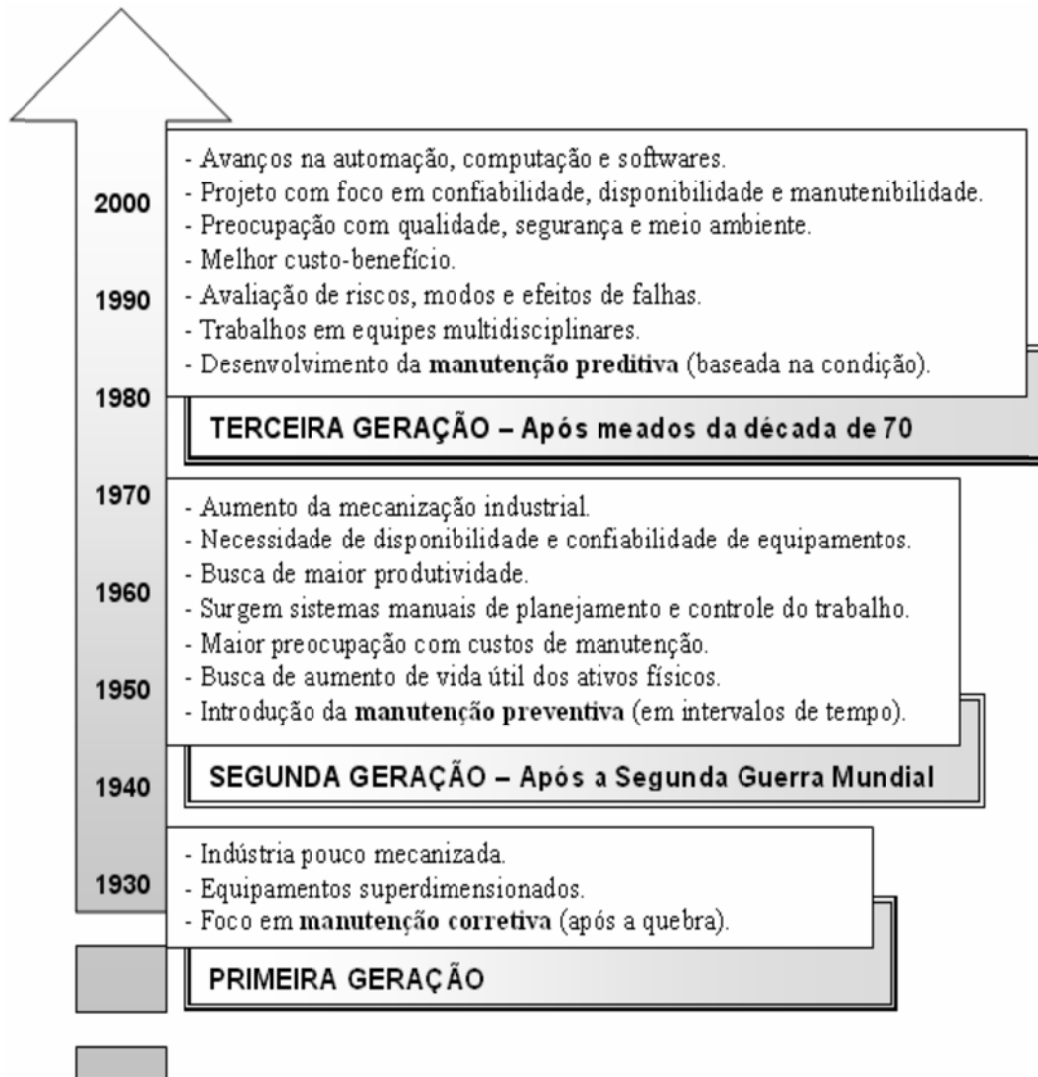 2000
1990
1980
1970
1960
1950
1940
1930
- Avanços na automação, computação e softwares.
- Projeto com foco em confiabilidade, disponibilidade e manutenibilidade.
- Preocupação com qualidade, segurança e meio ambiente.
- Melhor custo-benefício.
- Avaliação de riscos, modos e efeitos de falhas.
- Trabalhos em equipes multidisciplinares.
- Desenvolvimento da manutenção preditiva (baseada na condição).
TERCEIRA GERAÇÃO – Após meados da década de 70
- Aumento da mecanização industrial.
- Necessidade de disponibilidade e confiabilidade de equipamentos.
- Busca de maior produtividade.
- Surgem sistemas manuais de planejamento e controle do trabalho.
- Maior preocupação com custos de manutenção.
- Busca de aumento de vida útil dos ativos físicos.
- Introdução da manutenção preventiva (em intervalos de tempo).
SEGUNDA GERAÇÃO – Após a Segunda Guerra Mundial
- Indústria pouco mecanizada.
- Equipamentos superdimensionados.
- Foco em manutenção corretiva (após a quebra).
PRIMEIRA GERAÇÃO